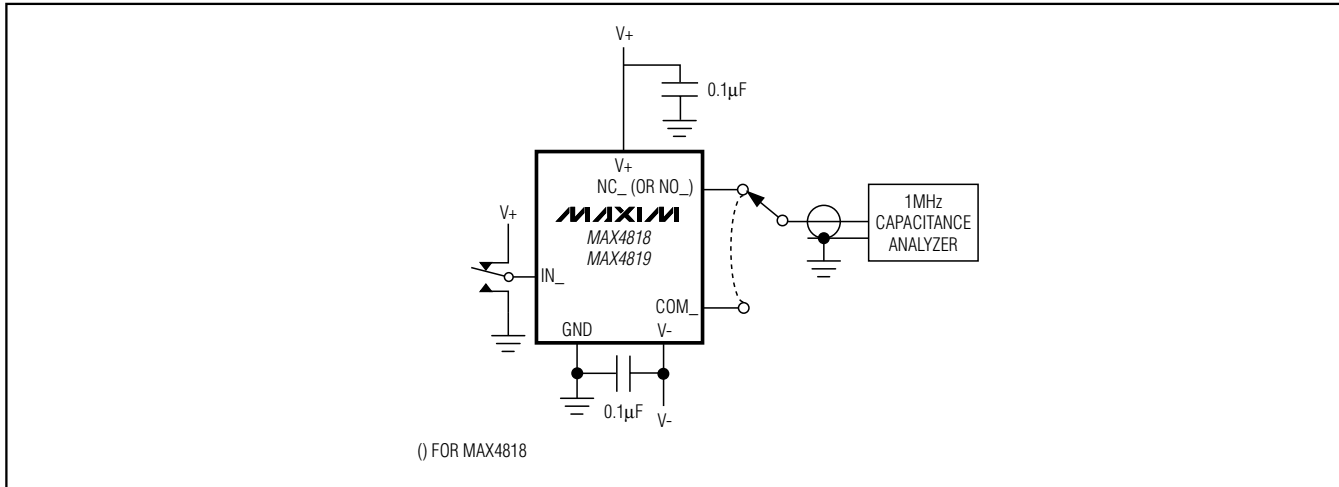 V+
0.1µF
V+
NC_ (OR NO_)
V+
MAXIM
MAX4818
MAX4819
IN_
1MHz
CAPACITANCE
ANALYZER
COM_
GND
V-
0.1µF
V-
() FOR MAX4818